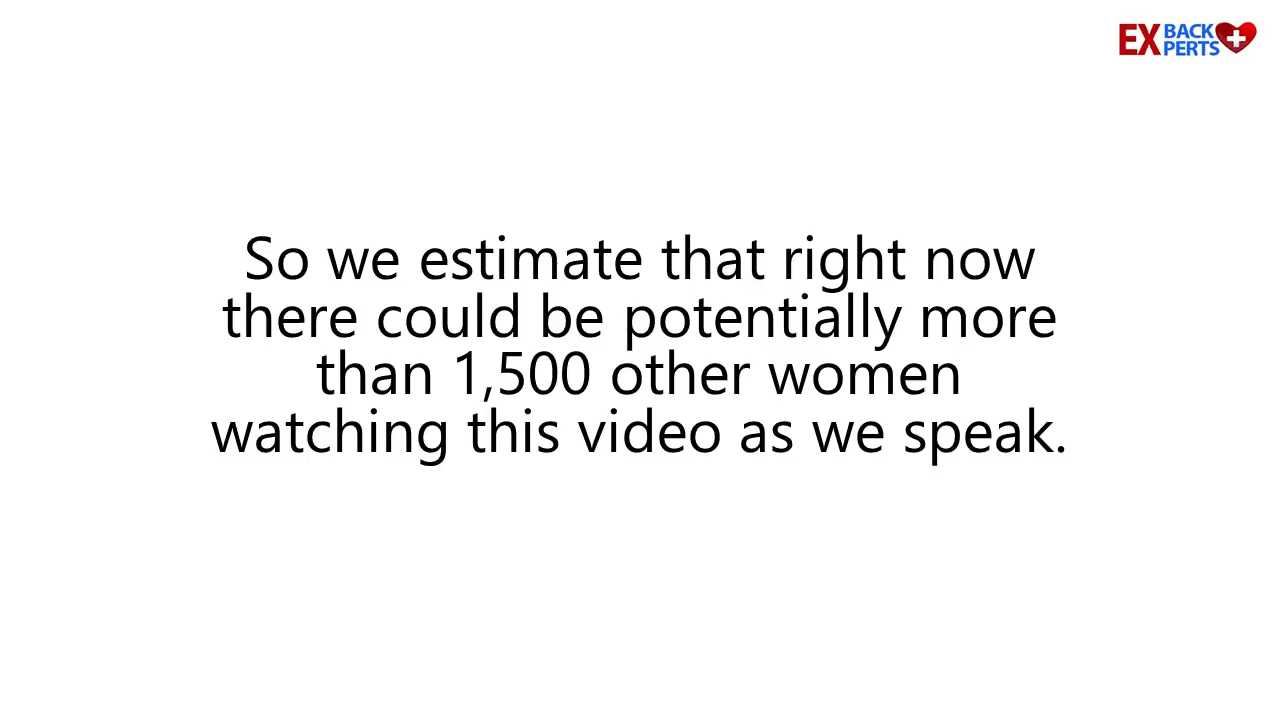 EX BACK
PERTS
So we estimate that right now
there could be potentially more
than 1,500 other women
watching this video as we speak.